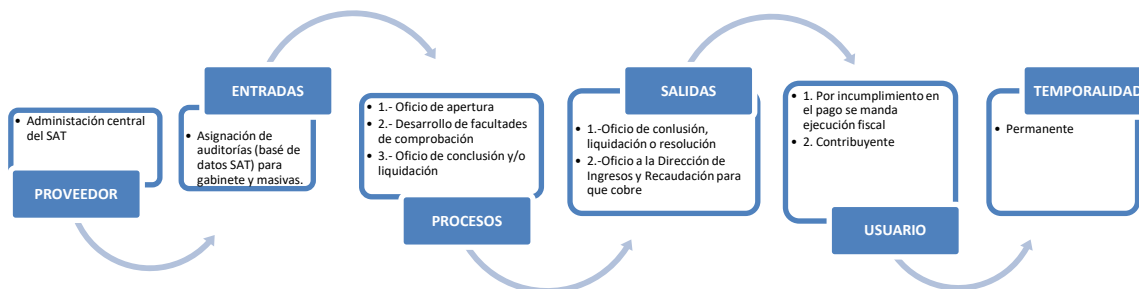 • Administación central
del SAT
PROVEEDOR
ENTRADAS
• Asignación de
auditorías (basé de
datos SAT) para
gabinete y masivas.
• 1.- Oficio de apertura
• 2.- Desarrollo de facultades
de comprobación
• 3.- Oficio de conclusión y/o
liquidación
PROCESOS
SALIDAS
• 1.-Oficio de conlusión,
liquidación o resolución
• 2.-Oficio a la Dirección de
Ingresos y Recaudación para
que cobre
• 1. Por incumplimiento en
el pago se manda
ejecución fiscal
• 2. Contribuyente
USUARIO
TEMPORALIDAD
• Permanente